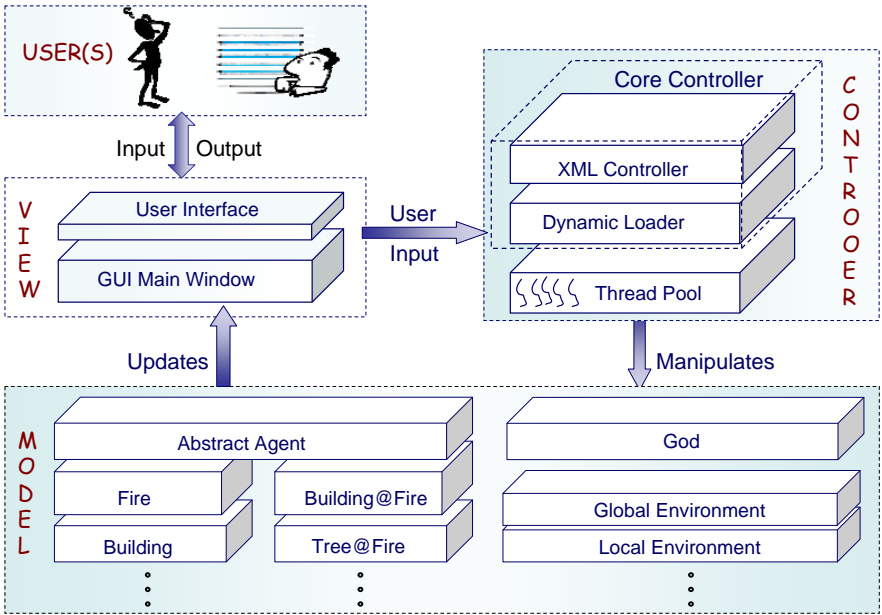 USER(S)
Input
Output
VIEW
User Interface
GUI Main Window
User
Input
Core Controller
XML Controller
Dynamic Loader
Thread Pool
CONTROOER
Updates
Manipulates
MODEL
Abstract Agent
Fire
Building@Fire
Building
Tree@Fire
God
Global Environment
Local Environment